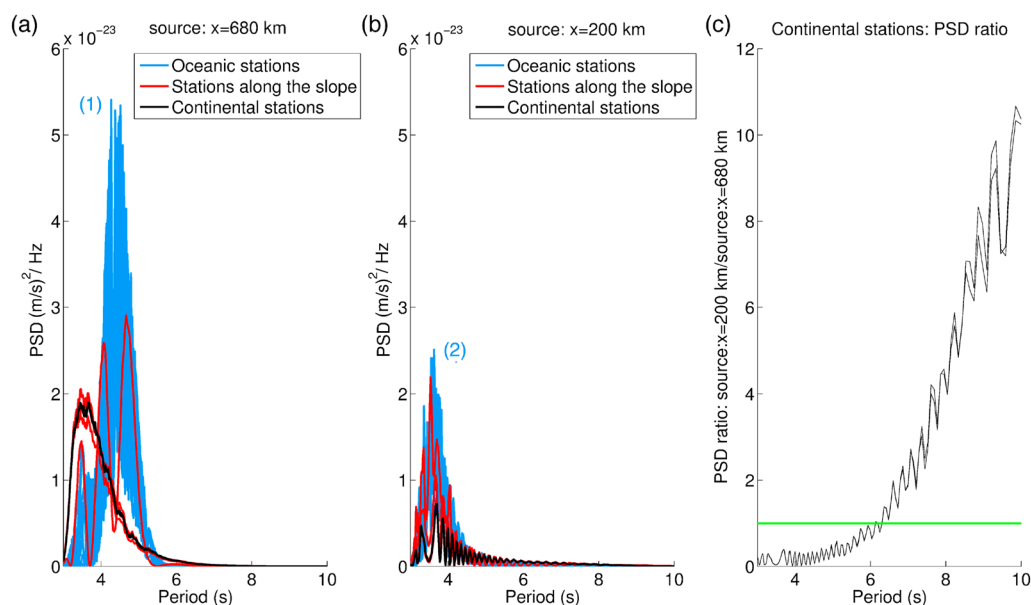 (a)
× 10⁻²³
source: x=680 km
6
5
4
3
2
1
0
PSD (m/s)²/ Hz
Oceanic stations
Stations along the slope
Continental stations
(1)
4
6
8
10
Period (s)
(b)
× 10⁻²³
source: x=200 km
6
5
4
3
2
1
0
PSD (m/s)²/ Hz
Oceanic stations
Stations along the slope
Continental stations
(2)
4
6
8
10
Period (s)
(c)
Continental stations: PSD ratio
12
10
8
6
4
2
0
PSD ratio: source:x=200 km/source:x=680 km
4
6
8
10
Period (s)